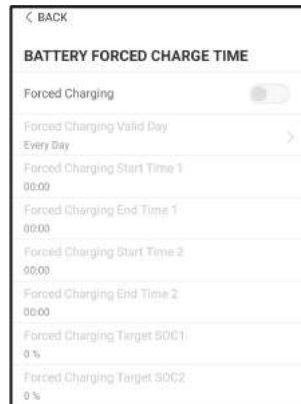 < BACK
BATTERY FORCED CHARGE TIME
Forced Charging
Forced Charging Valid Day
Every Day
Forced Charging Start Time 1
00:00
Forced Charging End Time 1
00:00
Forced Charging Start Time 2
00:00
Forced Charging End Time 2
00:00
Forced Charging Target SOC1
0 %
Forced Charging Target SOC2
0 %